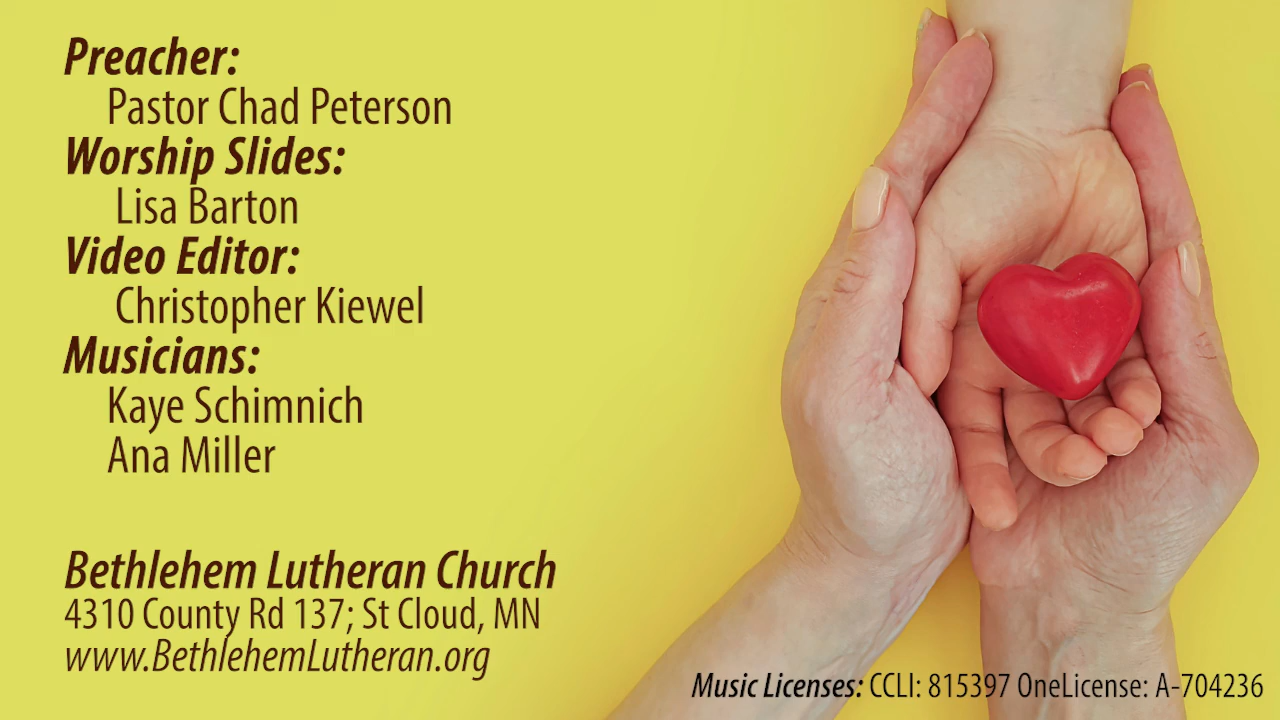 Preacher:
Pastor Chad Peterson
Worship Slides:
Lisa Barton
Video Editor:
Christopher Kiewel
Musicians:
Kaye Schimnich
Ana Miller
Bethlehem Lutheran Church
4310 County Rd 137; St Cloud, MN
www.BethlehemLutheran.org
Music Licenses: CCLI: 815397 OneLicense: A-704236